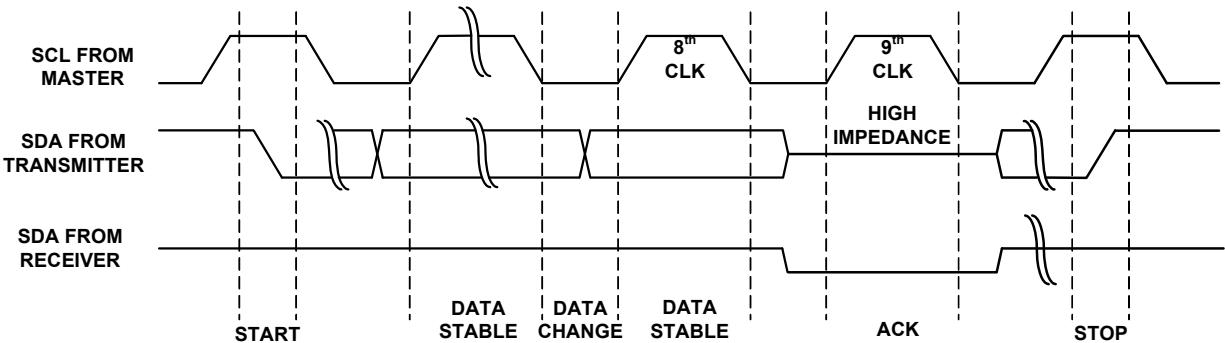 SCL FROM
MASTER
8th
CLK
9th
CLK
SDA FROM
TRANSMITTER
HIGH
IMPEDANCE
SDA FROM
RECEIVER
START
DATA
STABLE
DATA
CHANGE
DATA
STABLE
ACK
STOP